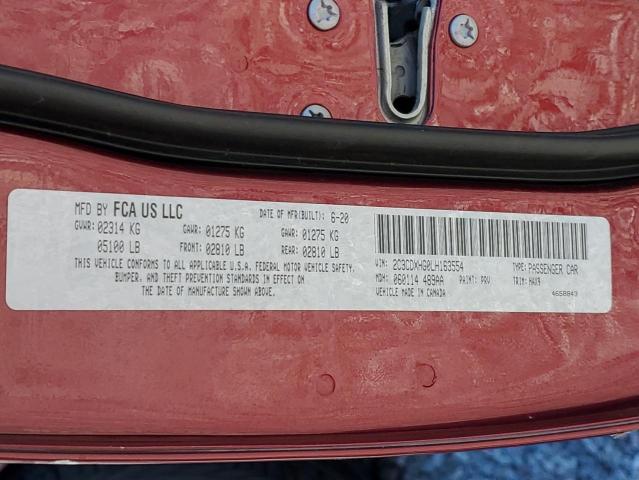 MFD BY FCA US LLC
DATE OF MFR(BUILT): 6-20
GVWR: 02314 KG GAWR: 01275 KG GAWR: 01275 KG
05100 LB FRONT: 02810 LB REAR: 02810 LB
THIS VEHICLE CONFORMS TO ALL APPLICABLE FEDERAL MOTOR VEHICLE SAFETY,
BUMPER, AND THEFT PREVENTION STANDARDS IN EFFECT ON
THE DATE OF MANUFACTURE SHOWN ABOVE.
VIN: 2C3CDXHG0LH163554 TYPE: PASSENGER CAR
MDH: 060114 489AA PAINT: PRV TRIM: HAX9
VEHICLE MADE IN CANADA 4658843